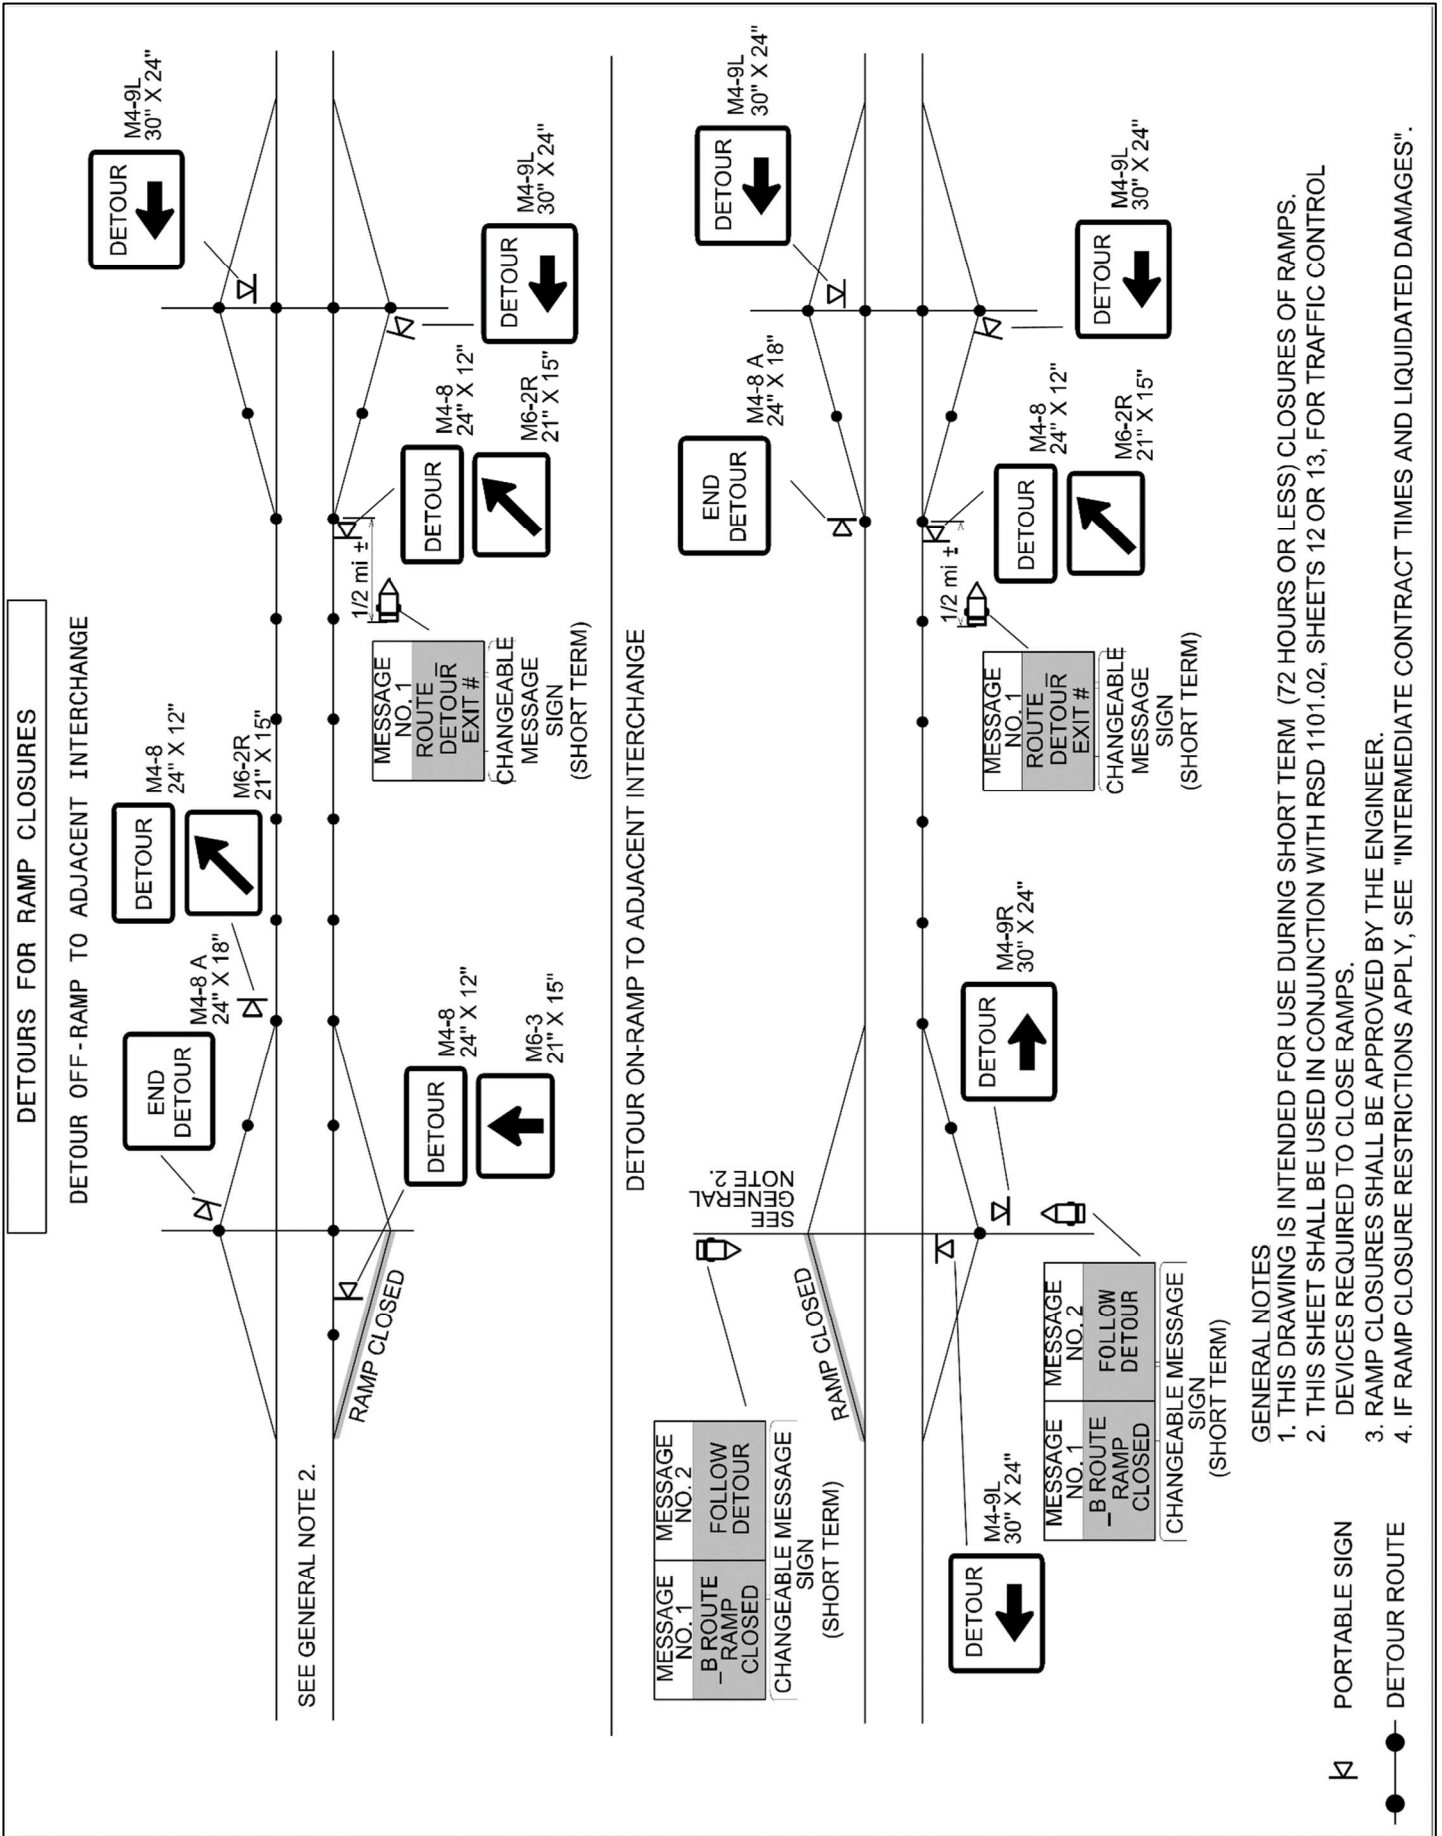 DETOURS FOR RAMP CLOSURES
DETOUR OFF-RAMP TO ADJACENT INTERCHANGE
SEE GENERAL NOTE 2.
RAMP CLOSED
END
DETOUR
M4-8 A
24" X 18"
DETOUR
M4-8
24" X 12"
M6-2R
21" X 15"
DETOUR
M4-9L
30" X 24"
DETOUR
M4-8
24" X 12"
M6-3
21" X 15"
MESSAGE
NO. 1
ROUTE _
DETOUR
EXIT #
CHANGEABLE
MESSAGE
SIGN
(SHORT TERM)
1/2 mi ±
DETOUR
M4-8
24" X 12"
M6-2R
21" X 15"
DETOUR
M4-9L
30" X 24"
DETOUR ON-RAMP TO ADJACENT INTERCHANGE
MESSAGE
NO. 1
MESSAGE
NO. 2
_ B ROUTE
RAMP
CLOSED
FOLLOW
DETOUR
CHANGEABLE MESSAGE
SIGN
(SHORT TERM)
SEE
GENERAL
NOTE 2.
RAMP CLOSED
END
DETOUR
M4-8 A
24" X 18"
DETOUR
M4-9L
30" X 24"
DETOUR
M4-9L
30" X 24"
MESSAGE
NO. 1
MESSAGE
NO. 2
_ B ROUTE
RAMP
CLOSED
FOLLOW
DETOUR
CHANGEABLE MESSAGE
SIGN
(SHORT TERM)
DETOUR
M4-9R
30" X 24"
MESSAGE
NO. 1
ROUTE _
DETOUR
EXIT #
CHANGEABLE
MESSAGE
SIGN
(SHORT TERM)
1/2 mi ±
DETOUR
M4-8
24" X 12"
M6-2R
21" X 15"
DETOUR
M4-9L
30" X 24"
GENERAL NOTES
1. THIS DRAWING IS INTENDED FOR USE DURING SHORT TERM (72 HOURS OR LESS) CLOSURES OF RAMPS.
2. THIS SHEET SHALL BE USED IN CONJUNCTION WITH RSD 1101.02, SHEETS 12 OR 13, FOR TRAFFIC CONTROL
DEVICES REQUIRED TO CLOSE RAMPS.
3. RAMP CLOSURES SHALL BE APPROVED BY THE ENGINEER.
4. IF RAMP CLOSURE RESTRICTIONS APPLY, SEE "INTERMEDIATE CONTRACT TIMES AND LIQUIDATED DAMAGES".
PORTABLE SIGN
DETOUR ROUTE